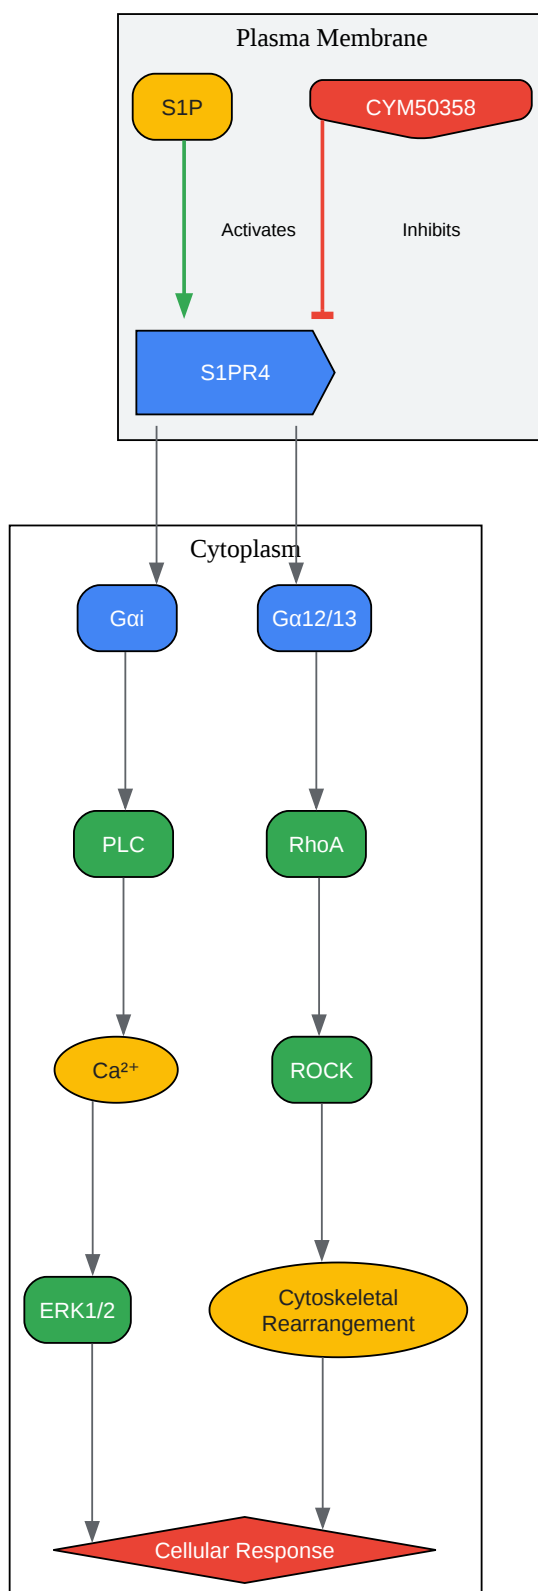 Plasma Membrane
S1P
CYM50358
Activates
Inhibits
S1PR4
Cytoplasm
Gαi
Gα12/13
PLC
RhoA
Ca²⁺
ROCK
ERK1/2
Cytoskeletal
Rearrangement
Cellular Response